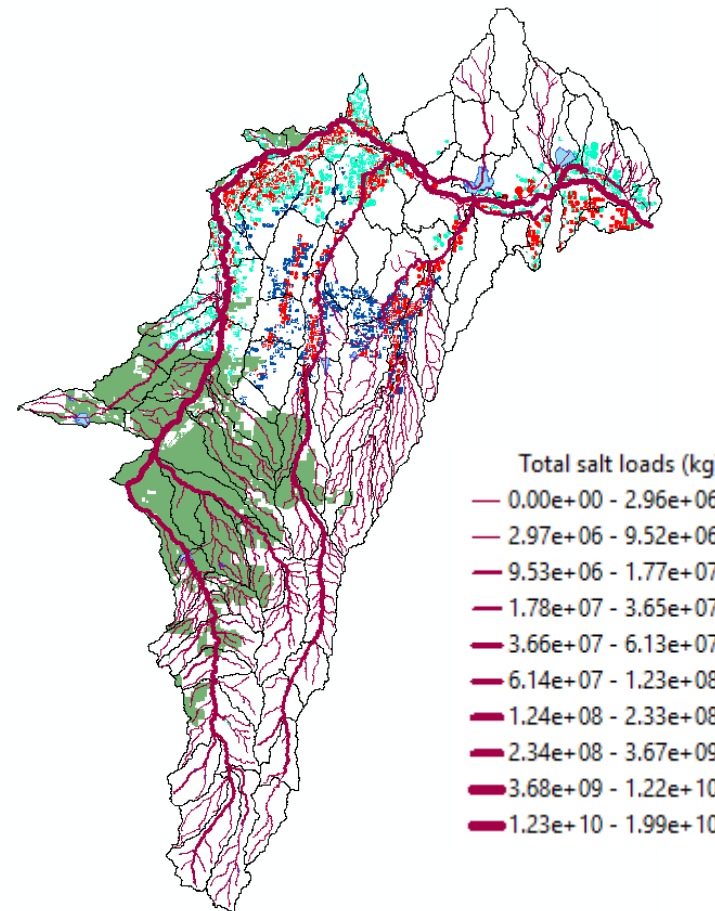 Total salt loads (kg)
0.00e+00 - 2.96e+06
2.97e+06 - 9.52e+06
9.53e+06 - 1.77e+07
1.78e+07 - 3.65e+07
3.66e+07 - 6.13e+07
6.14e+07 - 1.23e+08
1.24e+08 - 2.33e+08
2.34e+08 - 3.67e+09
3.68e+09 - 1.22e+10
1.23e+10 - 1.99e+10